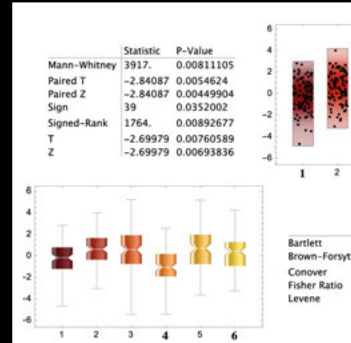 Statistic P-Value
Mann-Whitney 3917. 0.00811105
Paired T -2.84087 0.0054624
Paired Z -2.84087 0.00449904
Sign 39 0.0352002
Signed-Rank 1764. 0.00892677
T -2.69979 0.00760589
Z -2.69979 0.00693836
6
4
2
0
-2
-4
-6
1 2
6
4
2
0
-2
-4
-6
1 2 3 4 5 6
Bartlett
Brown-Forsyt
Conover
Fisher Ratio
Levene